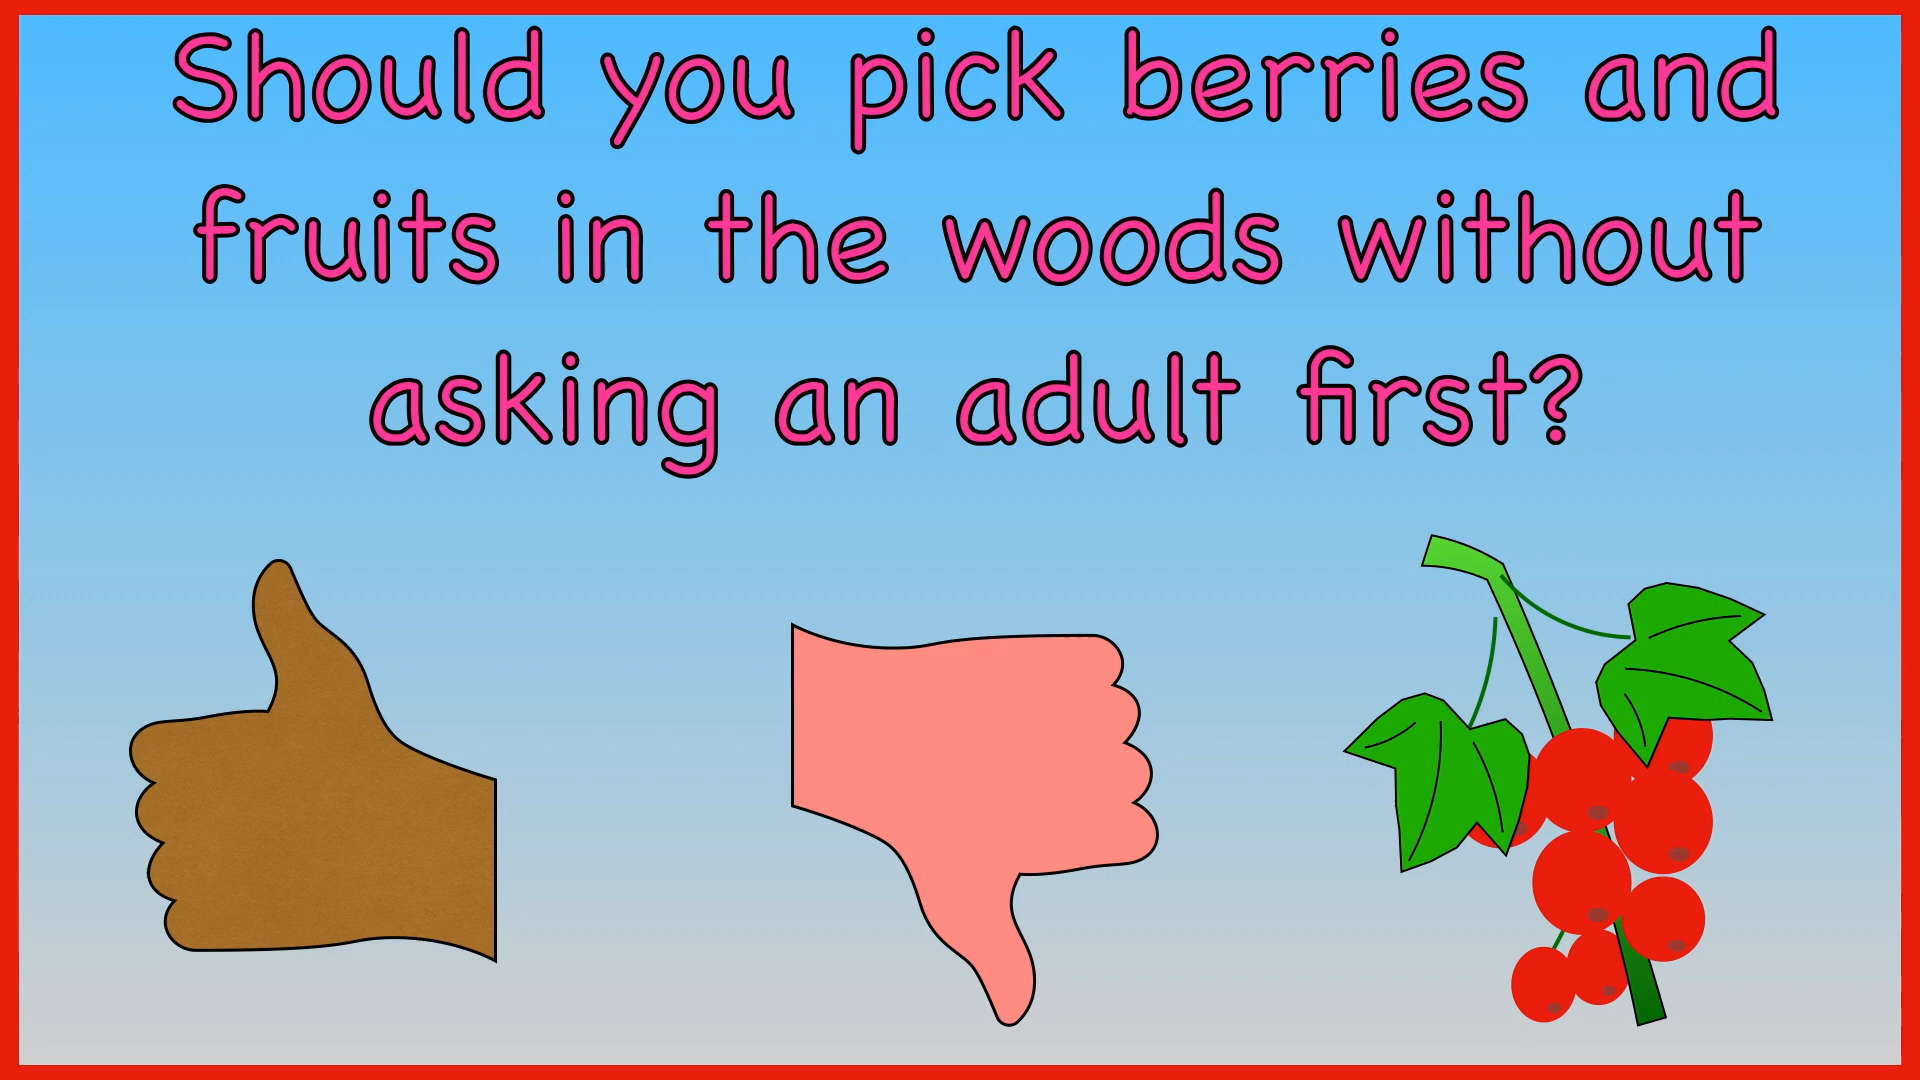 Should you pick berries and
fruits in the woods without
asking an adult first?